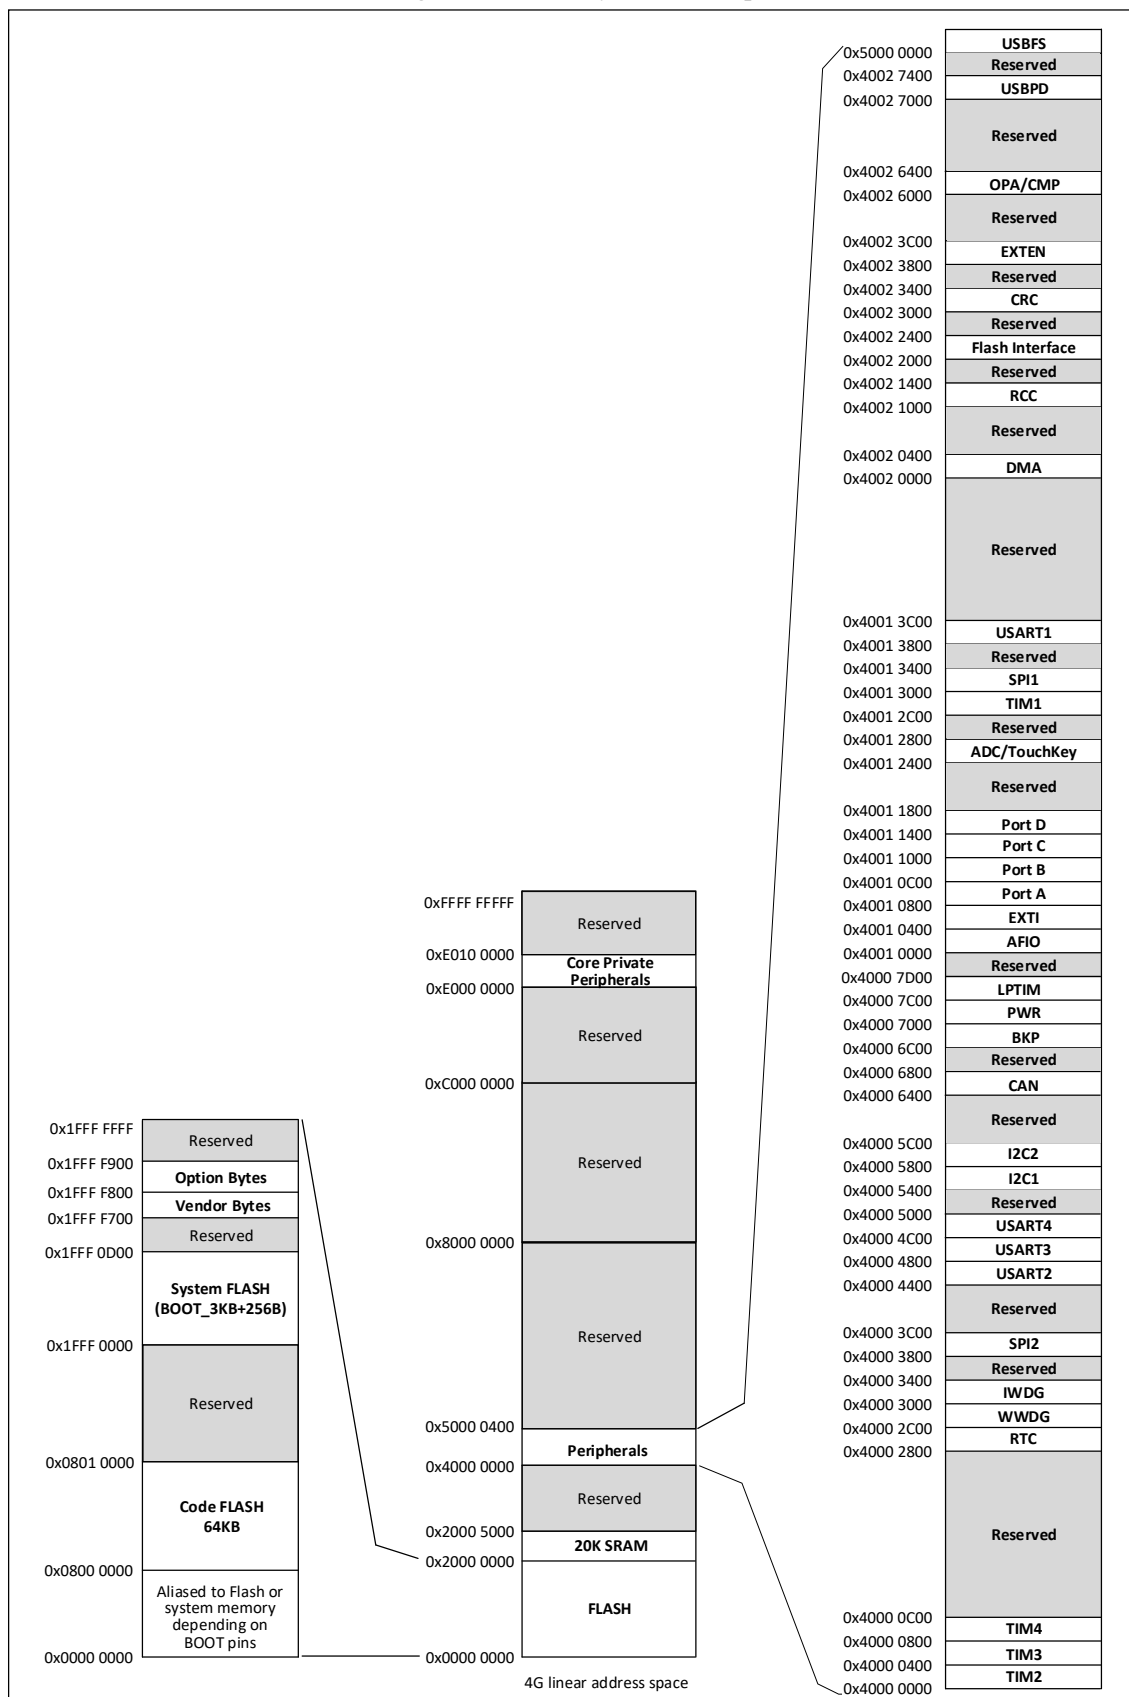 USBFS
0x5000 0000
Reserved
0x4002 7400
USBPD
0x4002 7000
Reserved
0x4002 6400
OPA/CMP
0x4002 6000
Reserved
0x4002 3C00
EXTEN
0x4002 3800
Reserved
0x4002 3400
CRC
0x4002 3000
Reserved
0x4002 2400
Flash Interface
0x4002 2000
Reserved
0x4002 1400
RCC
0x4002 1000
Reserved
0x4002 0400
DMA
0x4002 0000
Reserved
0x4001 3C00
USART1
0x4001 3800
Reserved
0x4001 3400
SPI1
0x4001 3000
TIM1
0x4001 2C00
Reserved
0x4001 2800
ADC/TouchKey
0x4001 2400
Reserved
0x4001 1800
Port D
0x4001 1400
Port C
0x4001 1000
Port B
0x4001 0C00
Port A
0x4001 0800
EXTI
0x4001 0400
AFIO
0x4001 0000
Reserved
0x4000 7D00
LPTIM
0x4000 7C00
PWR
0x4000 7000
BKP
0x4000 6C00
Reserved
0x4000 6800
CAN
0x4000 6400
Reserved
0x4000 5C00
I2C2
0x4000 5800
I2C1
0x4000 5400
Reserved
0x4000 5000
USART4
0x4000 4C00
USART3
0x4000 4800
USART2
0x4000 4400
Reserved
0x4000 3C00
SPI2
0x4000 3800
Reserved
0x4000 3400
IWDG
0x4000 3000
WWDG
0x4000 2C00
RTC
0x4000 2800
Reserved
0x4000 0C00
TIM4
0x4000 0800
TIM3
0x4000 0400
TIM2
0x4000 0000
0xFFFF FFFFF
Reserved
0xE010 0000
Core Private
Peripherals
0xE000 0000
Reserved
0xC000 0000
Reserved
0x8000 0000
Reserved
0x5000 0400
Peripherals
0x4000 0000
Reserved
0x2000 5000
20K SRAM
0x2000 0000
FLASH
0x0000 0000
4G linear address space
0x1FFF FFFF
Reserved
0x1FFF F900
Option Bytes
0x1FFF F800
Vendor Bytes
0x1FFF F700
Reserved
0x1FFF 0D00
System FLASH
(BOOT_3KB+256B)
0x1FFF 0000
Reserved
0x0801 0000
Code FLASH
64KB
0x0800 0000
Aliased to Flash or
system memory
depending on
BOOT pins
0x0000 0000